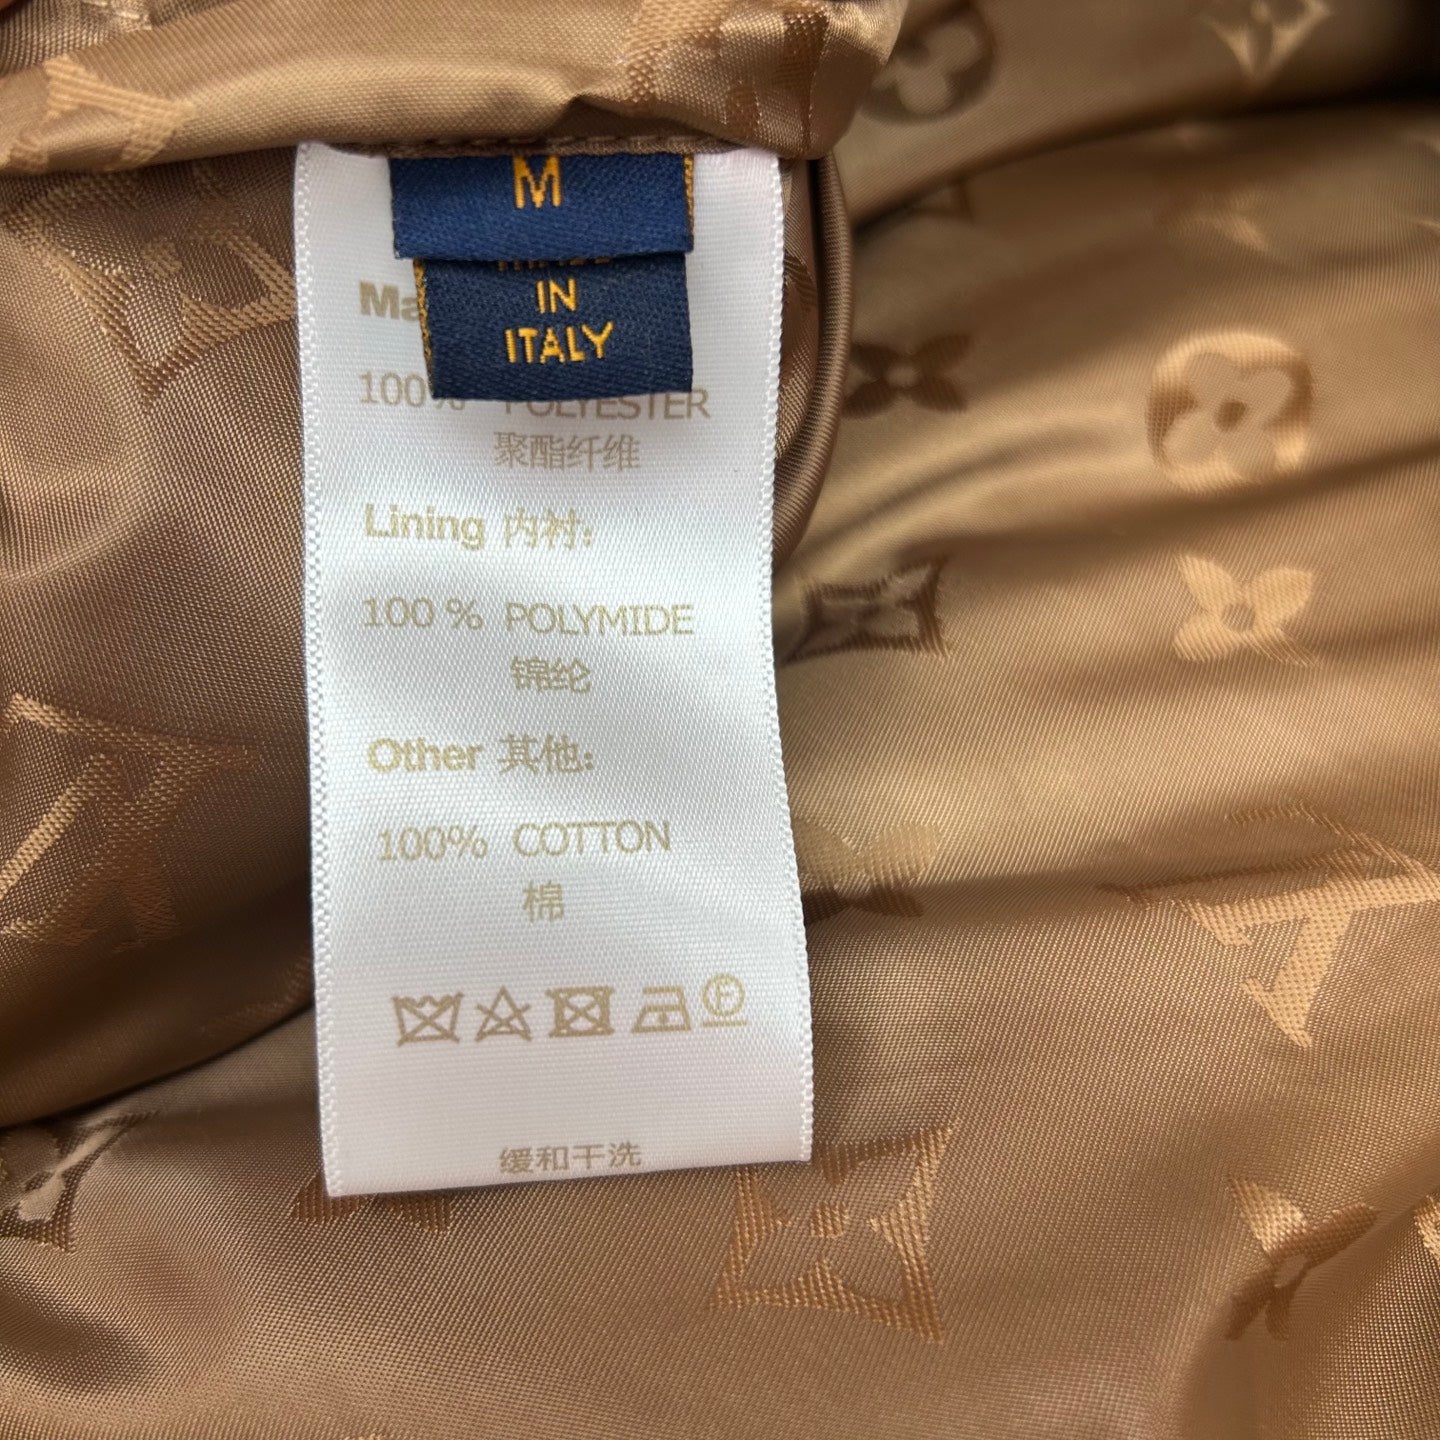 M
IN
ITALY
Ma
100% POLYESTER
聚酯纤维
Lining 内衬:
100 % POLYMIDE
锦纶
Other 其他:
100% COTTON
棉
F
缓和干洗